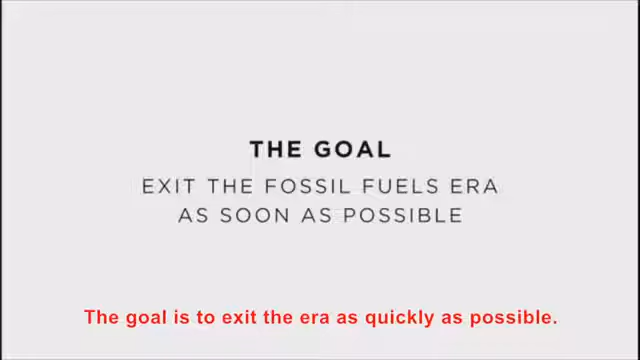 THE GOAL
EXIT THE FOSSIL FUELS ERA
AS SOON AS POSSIBLE
The goal is to exit the era as quickly as possible.